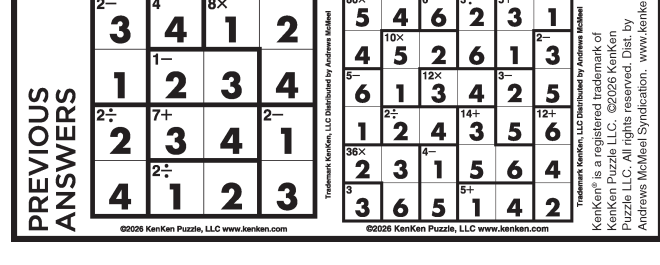 PREVIOUS
ANSWERS
2− 4 8×
3 4 1 2
1−
1 2 3 4
2÷ 7+ 2−
2 3 4 1
2÷
4 1 2 3
©2026 KenKen Puzzle, LLC www.kenken.com
Trademark KenKen, LLC Distributed by Andrews McMeel
5 4 6 2 3 1
10× 2−
4 5 2 6 1 3
5− 12× 3−
6 1 3 4 2 5
2÷ 14+ 12+
1 2 4 3 5 6
36× 4−
2 3 1 5 6 4
3 5+
3 6 5 1 4 2
©2026 KenKen Puzzle, LLC www.kenken.com
Trademark KenKen, LLC Distributed by Andrews McMeel
KenKen® is a registered trademark of
KenKen Puzzle LLC. ©2026 KenKen
Puzzle LLC. All rights reserved. Dist. by
Andrews McMeel Syndication. www.kenke